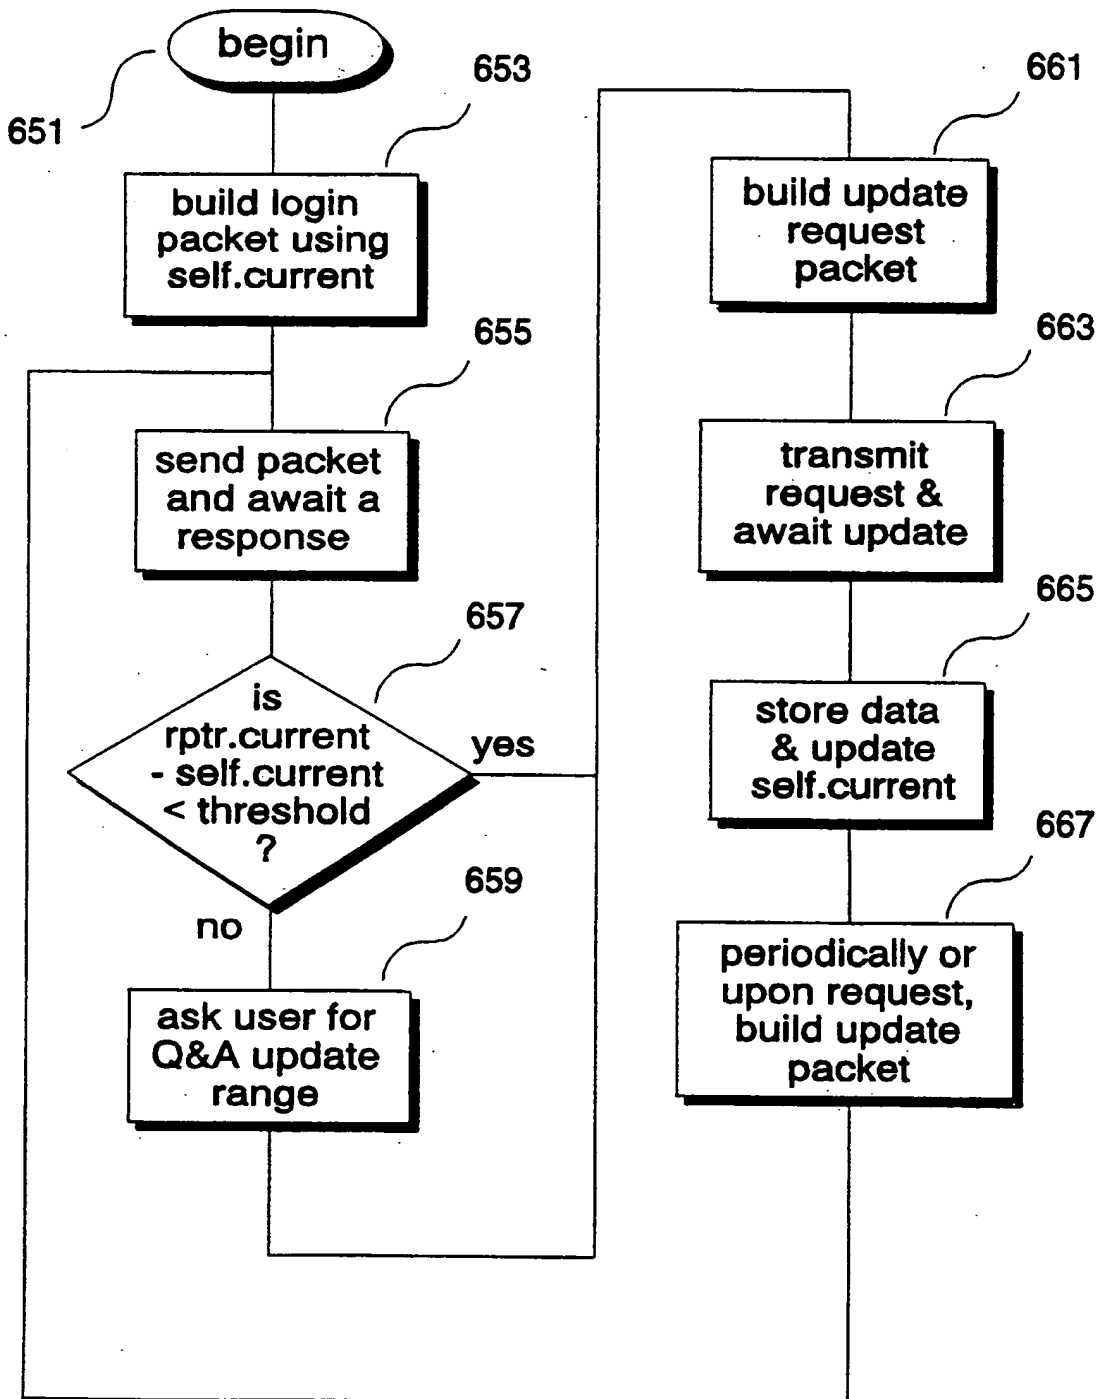 begin
651
653
build login
packet using
self.current
655
send packet
and await a
response
657
is
rptr.current
- self.current
< threshold
?
yes
no
659
ask user for
Q&A update
range
661
build update
request
packet
663
transmit
request &
await update
665
store data
& update
self.current
667
periodically or
upon request,
build update
packet